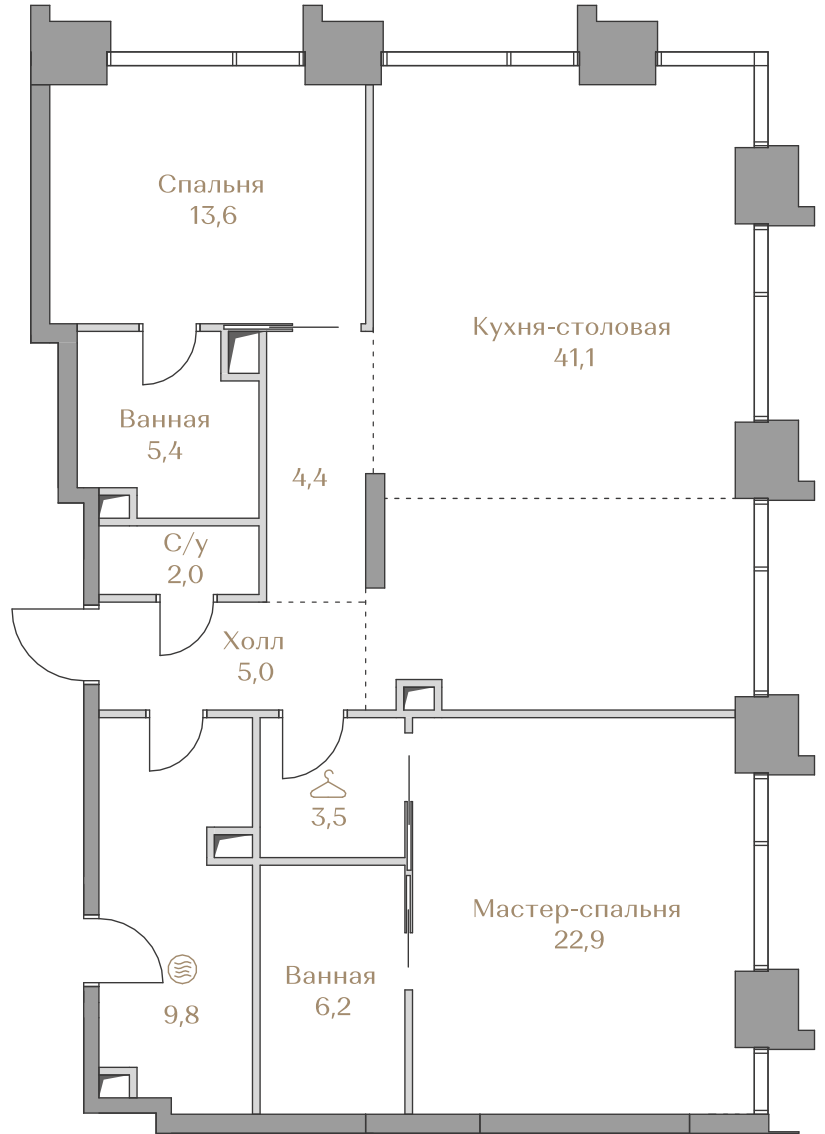 Спальня
13,6
Кухня-столовая
41,1
Ванная
5,4
4,4
С/у
2,0
Холл
5,0
3,5
Мастер-спальня
22,9
Ванная
6,2
9,8